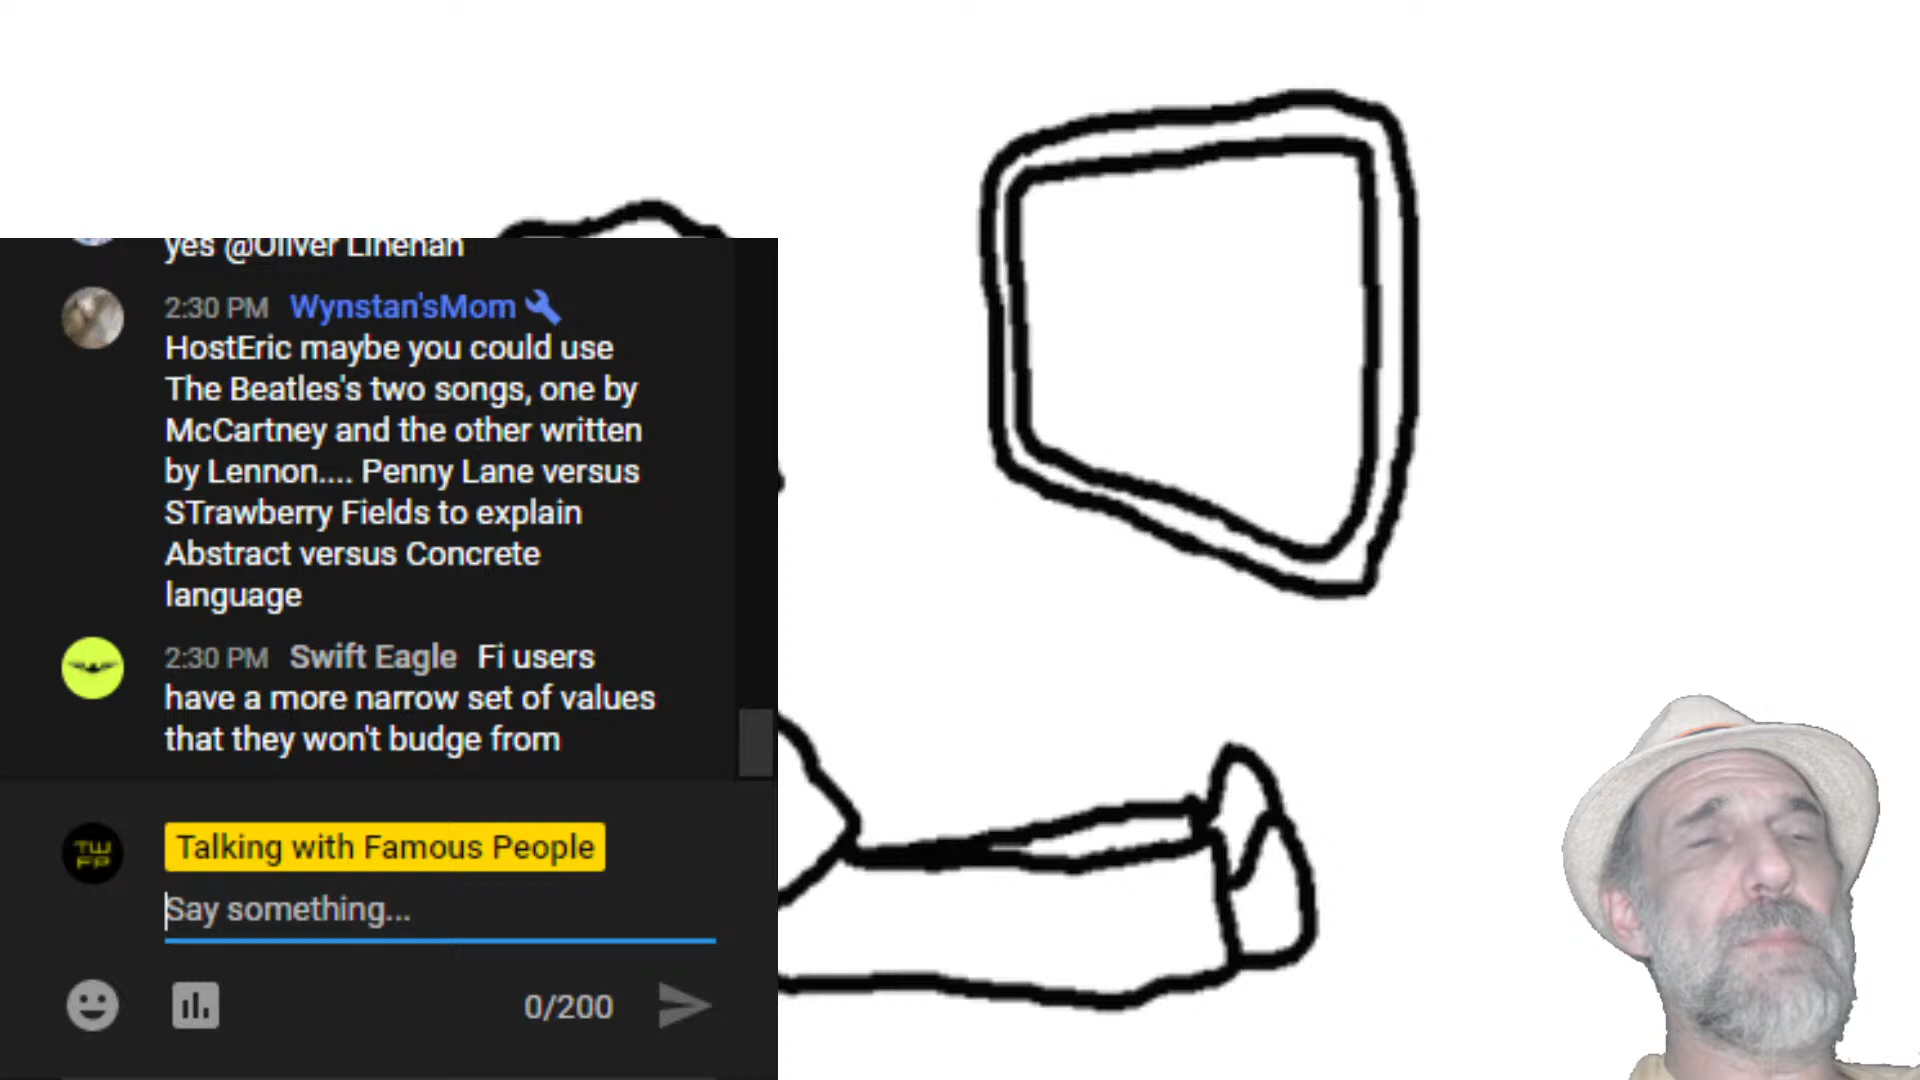 yes @Oliver Linehan
2:30 PM Wynstan'sMom
HostEric maybe you could use
The Beatles's two songs, one by
McCartney and the other written
by Lennon.... Penny Lane versus
STrawberry Fields to explain
Abstract versus Concrete
language
2:30 PM Swift Eagle Fi users
have a more narrow set of values
that they won't budge from
TW
FP
Talking with Famous People
Say something...
0/200